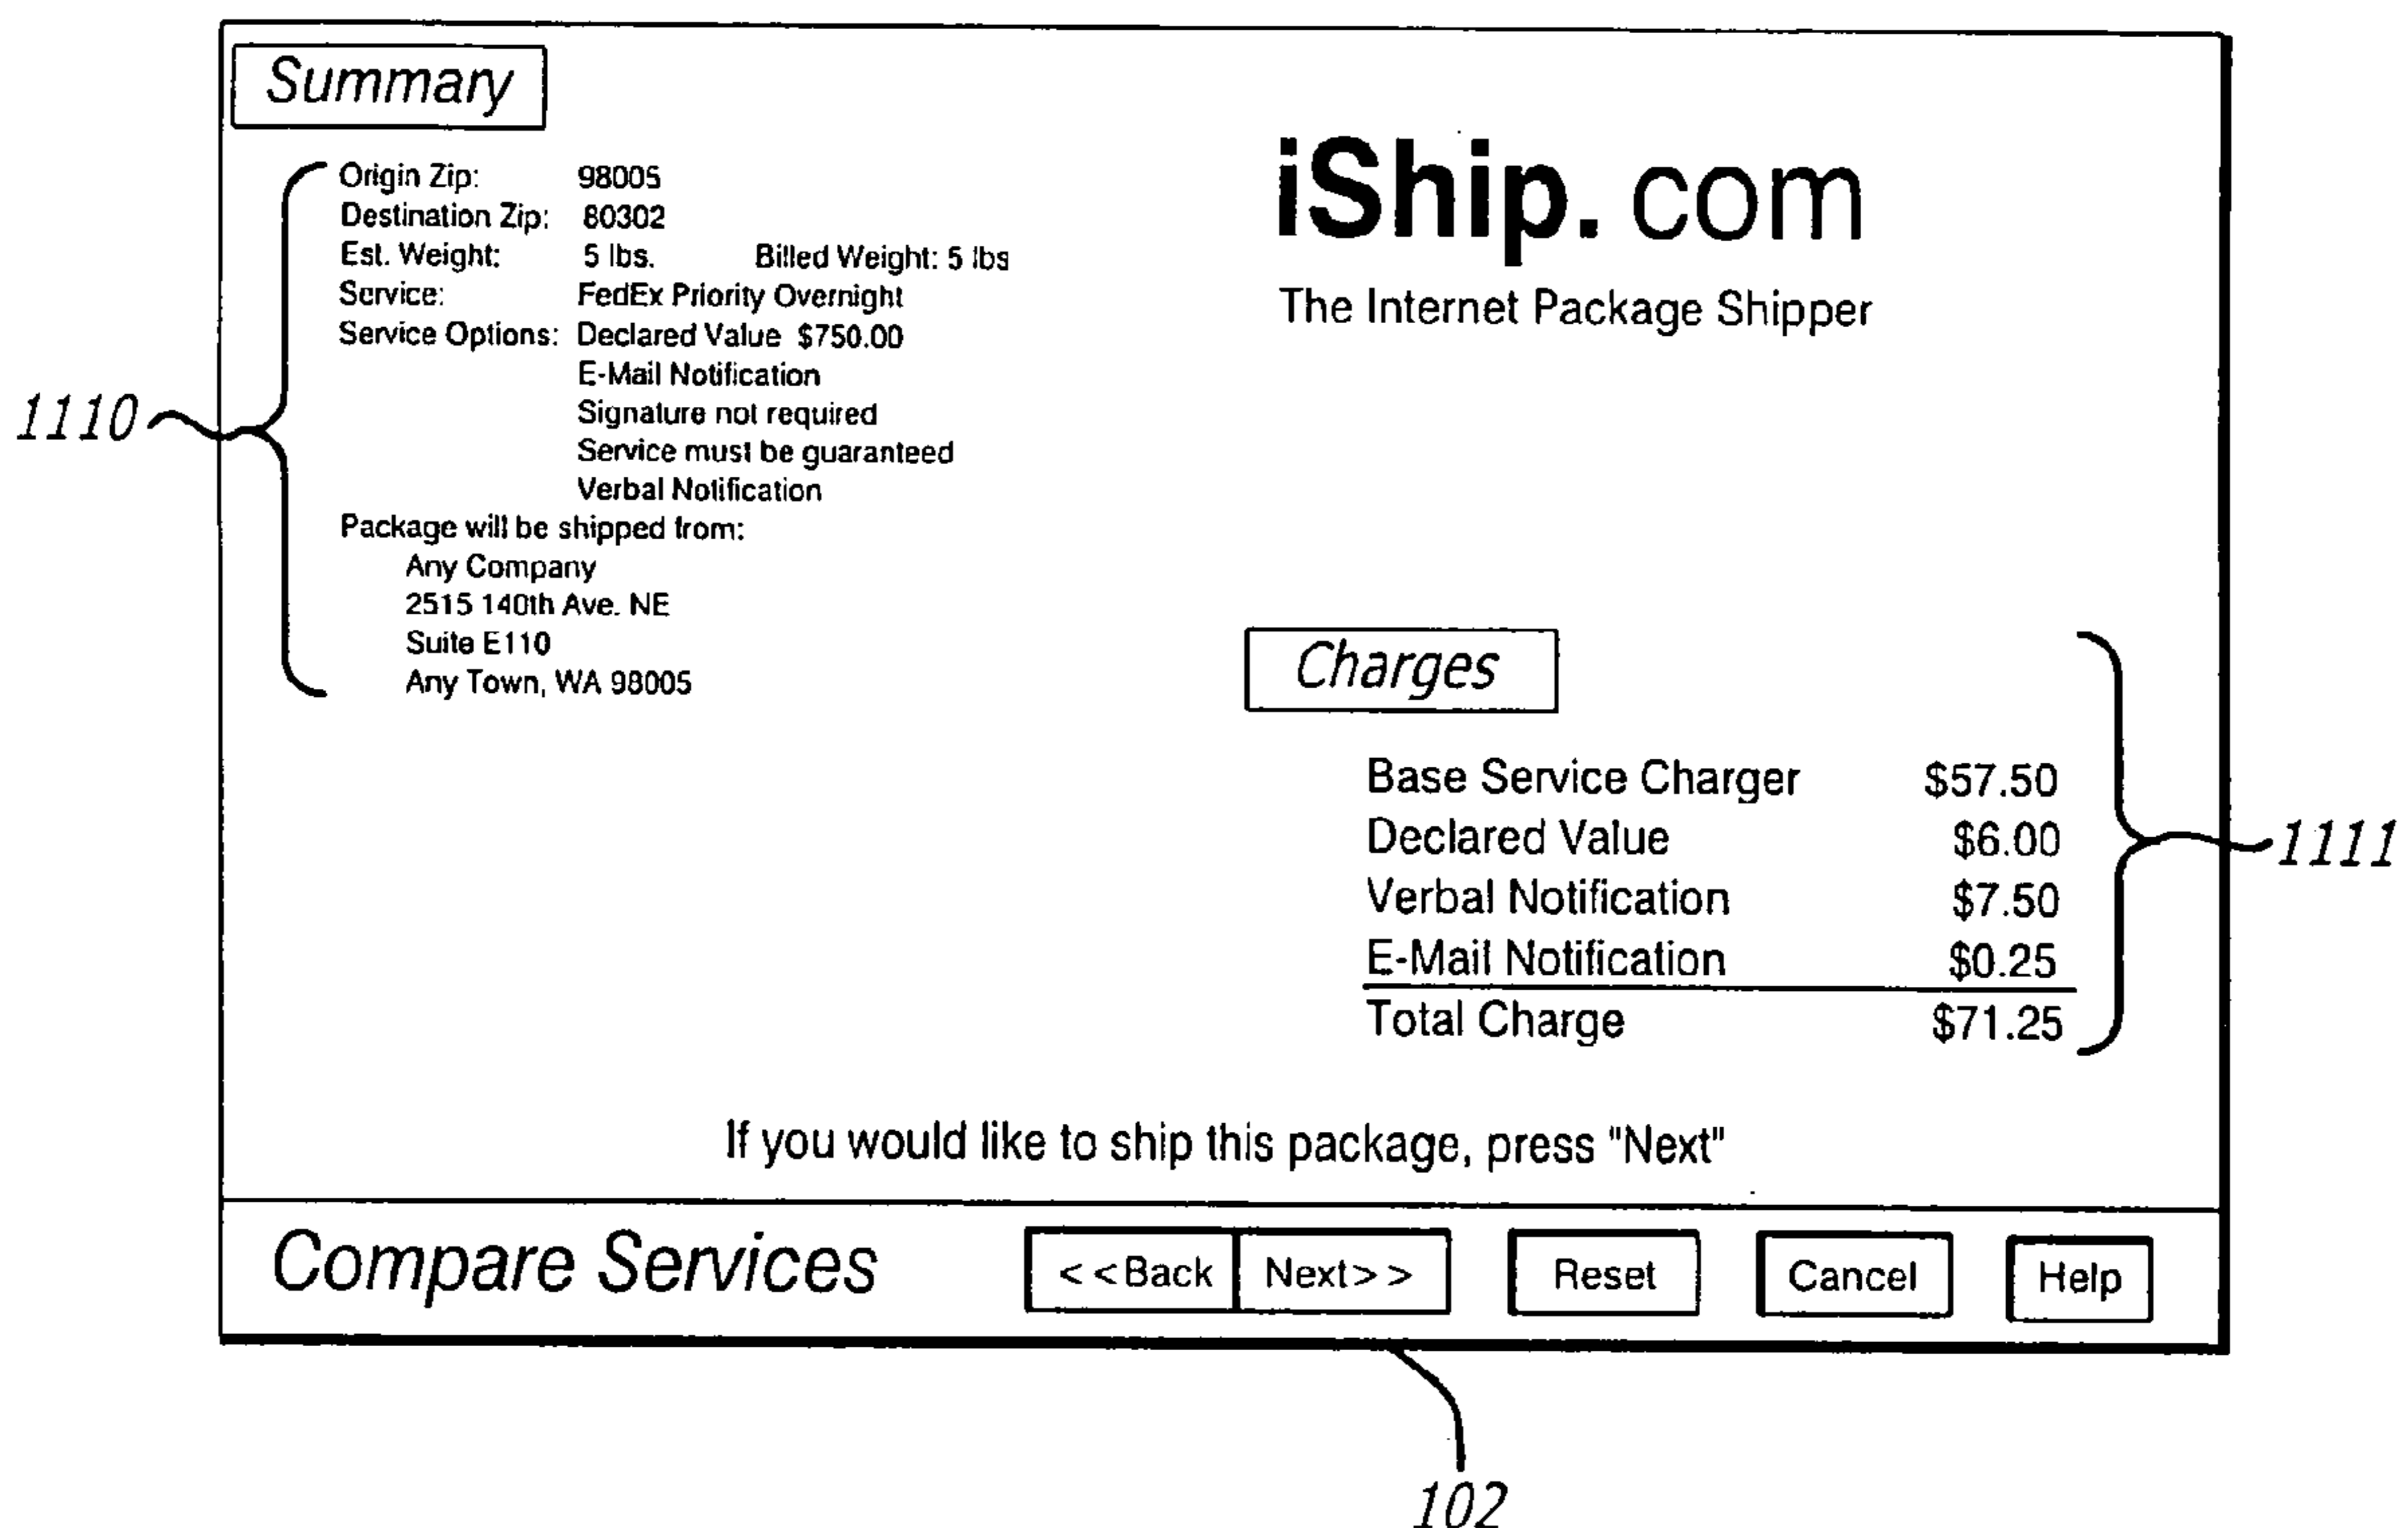 Summary
Origin Zip: 98005
Destination Zip: 80302
Est. Weight: 5 lbs. Billed Weight: 5 lbs
Service: FedEx Priority Overnight
Service Options: Declared Value $750.00
E-Mail Notification
Signature not required
Service must be guaranteed
Verbal Notification
Package will be shipped from:
Any Company
2515 140th Ave. NE
Suite E110
Any Town, WA 98005
1110
iShip. com
The Internet Package Shipper
Charges
Base Service Charger $57.50
Declared Value $6.00
Verbal Notification $7.50
E-Mail Notification $0.25
Total Charge $71.25
1111
If you would like to ship this package, press "Next"
Compare Services <<Back Next>> Reset Cancel Help
102